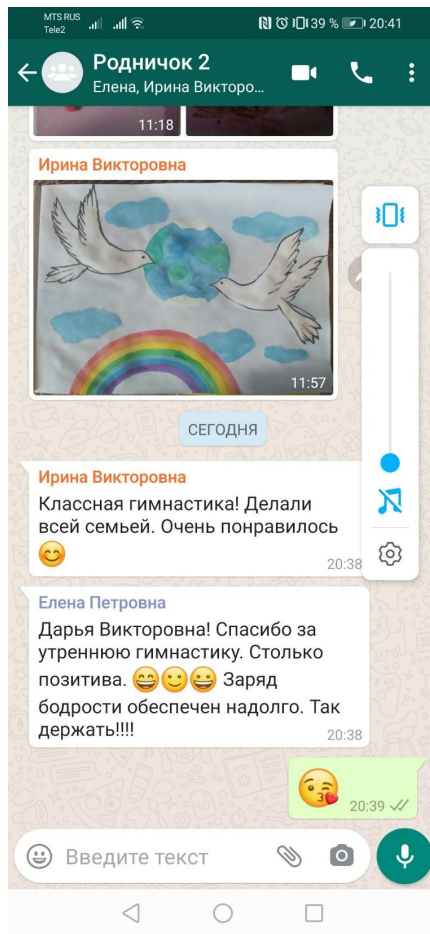 MTS RUS
Tele2
39 % 20:41
Родничок 2
Елена, Ирина Викторо...
11:18
Ирина Викторовна
11:57
СЕГОДНЯ
Ирина Викторовна
Классная гимнастика! Делали
всей семьей. Очень понравилось
😊
20:38
Елена Петровна
Дарья Викторовна! Спасибо за
утреннюю гимнастику. Столько
позитива. 😄🙂😀 Заряд
бодрости обеспечен надолго. Так
держать!!!!
20:38
😘
20:39
Введите текст